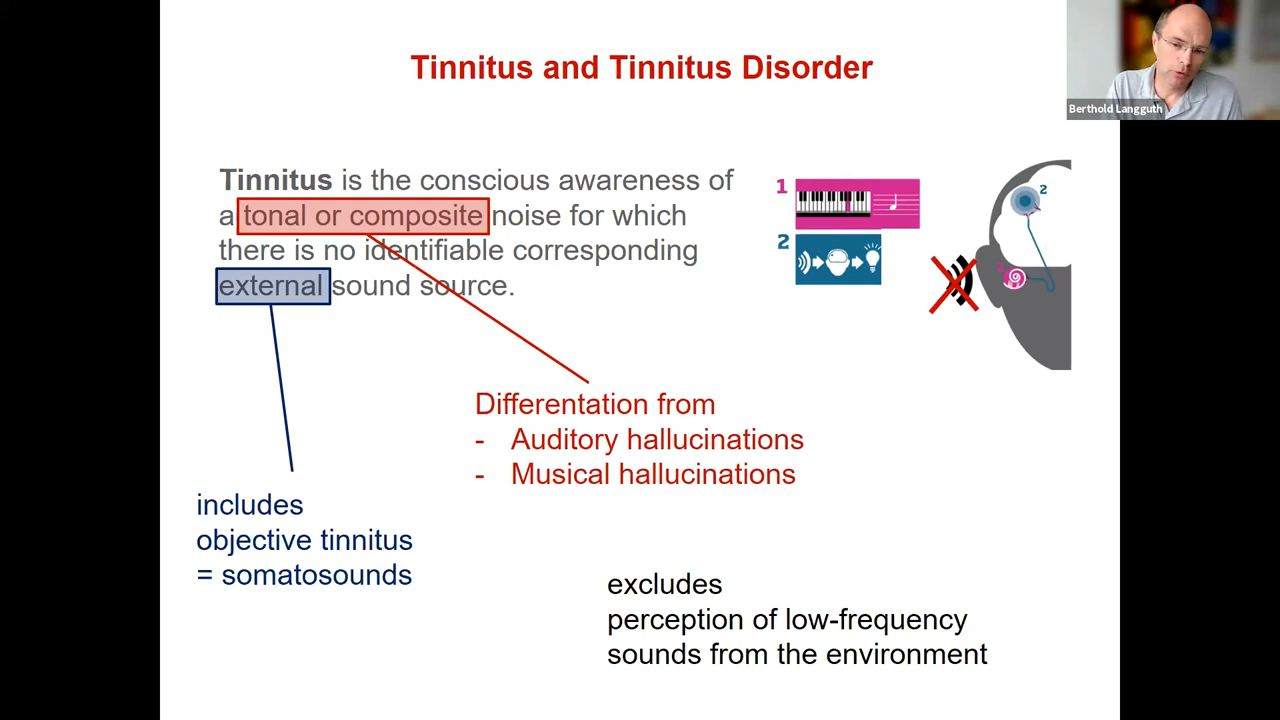 Tinnitus and Tinnitus Disorder
Berthold Langguth
Tinnitus is the conscious awareness of
a tonal or composite noise for which
there is no identifiable corresponding
external sound source.
1
2
2
1
Differentation from
- Auditory hallucinations
- Musical hallucinations
includes
objective tinnitus
= somatosounds
excludes
perception of low-frequency
sounds from the environment